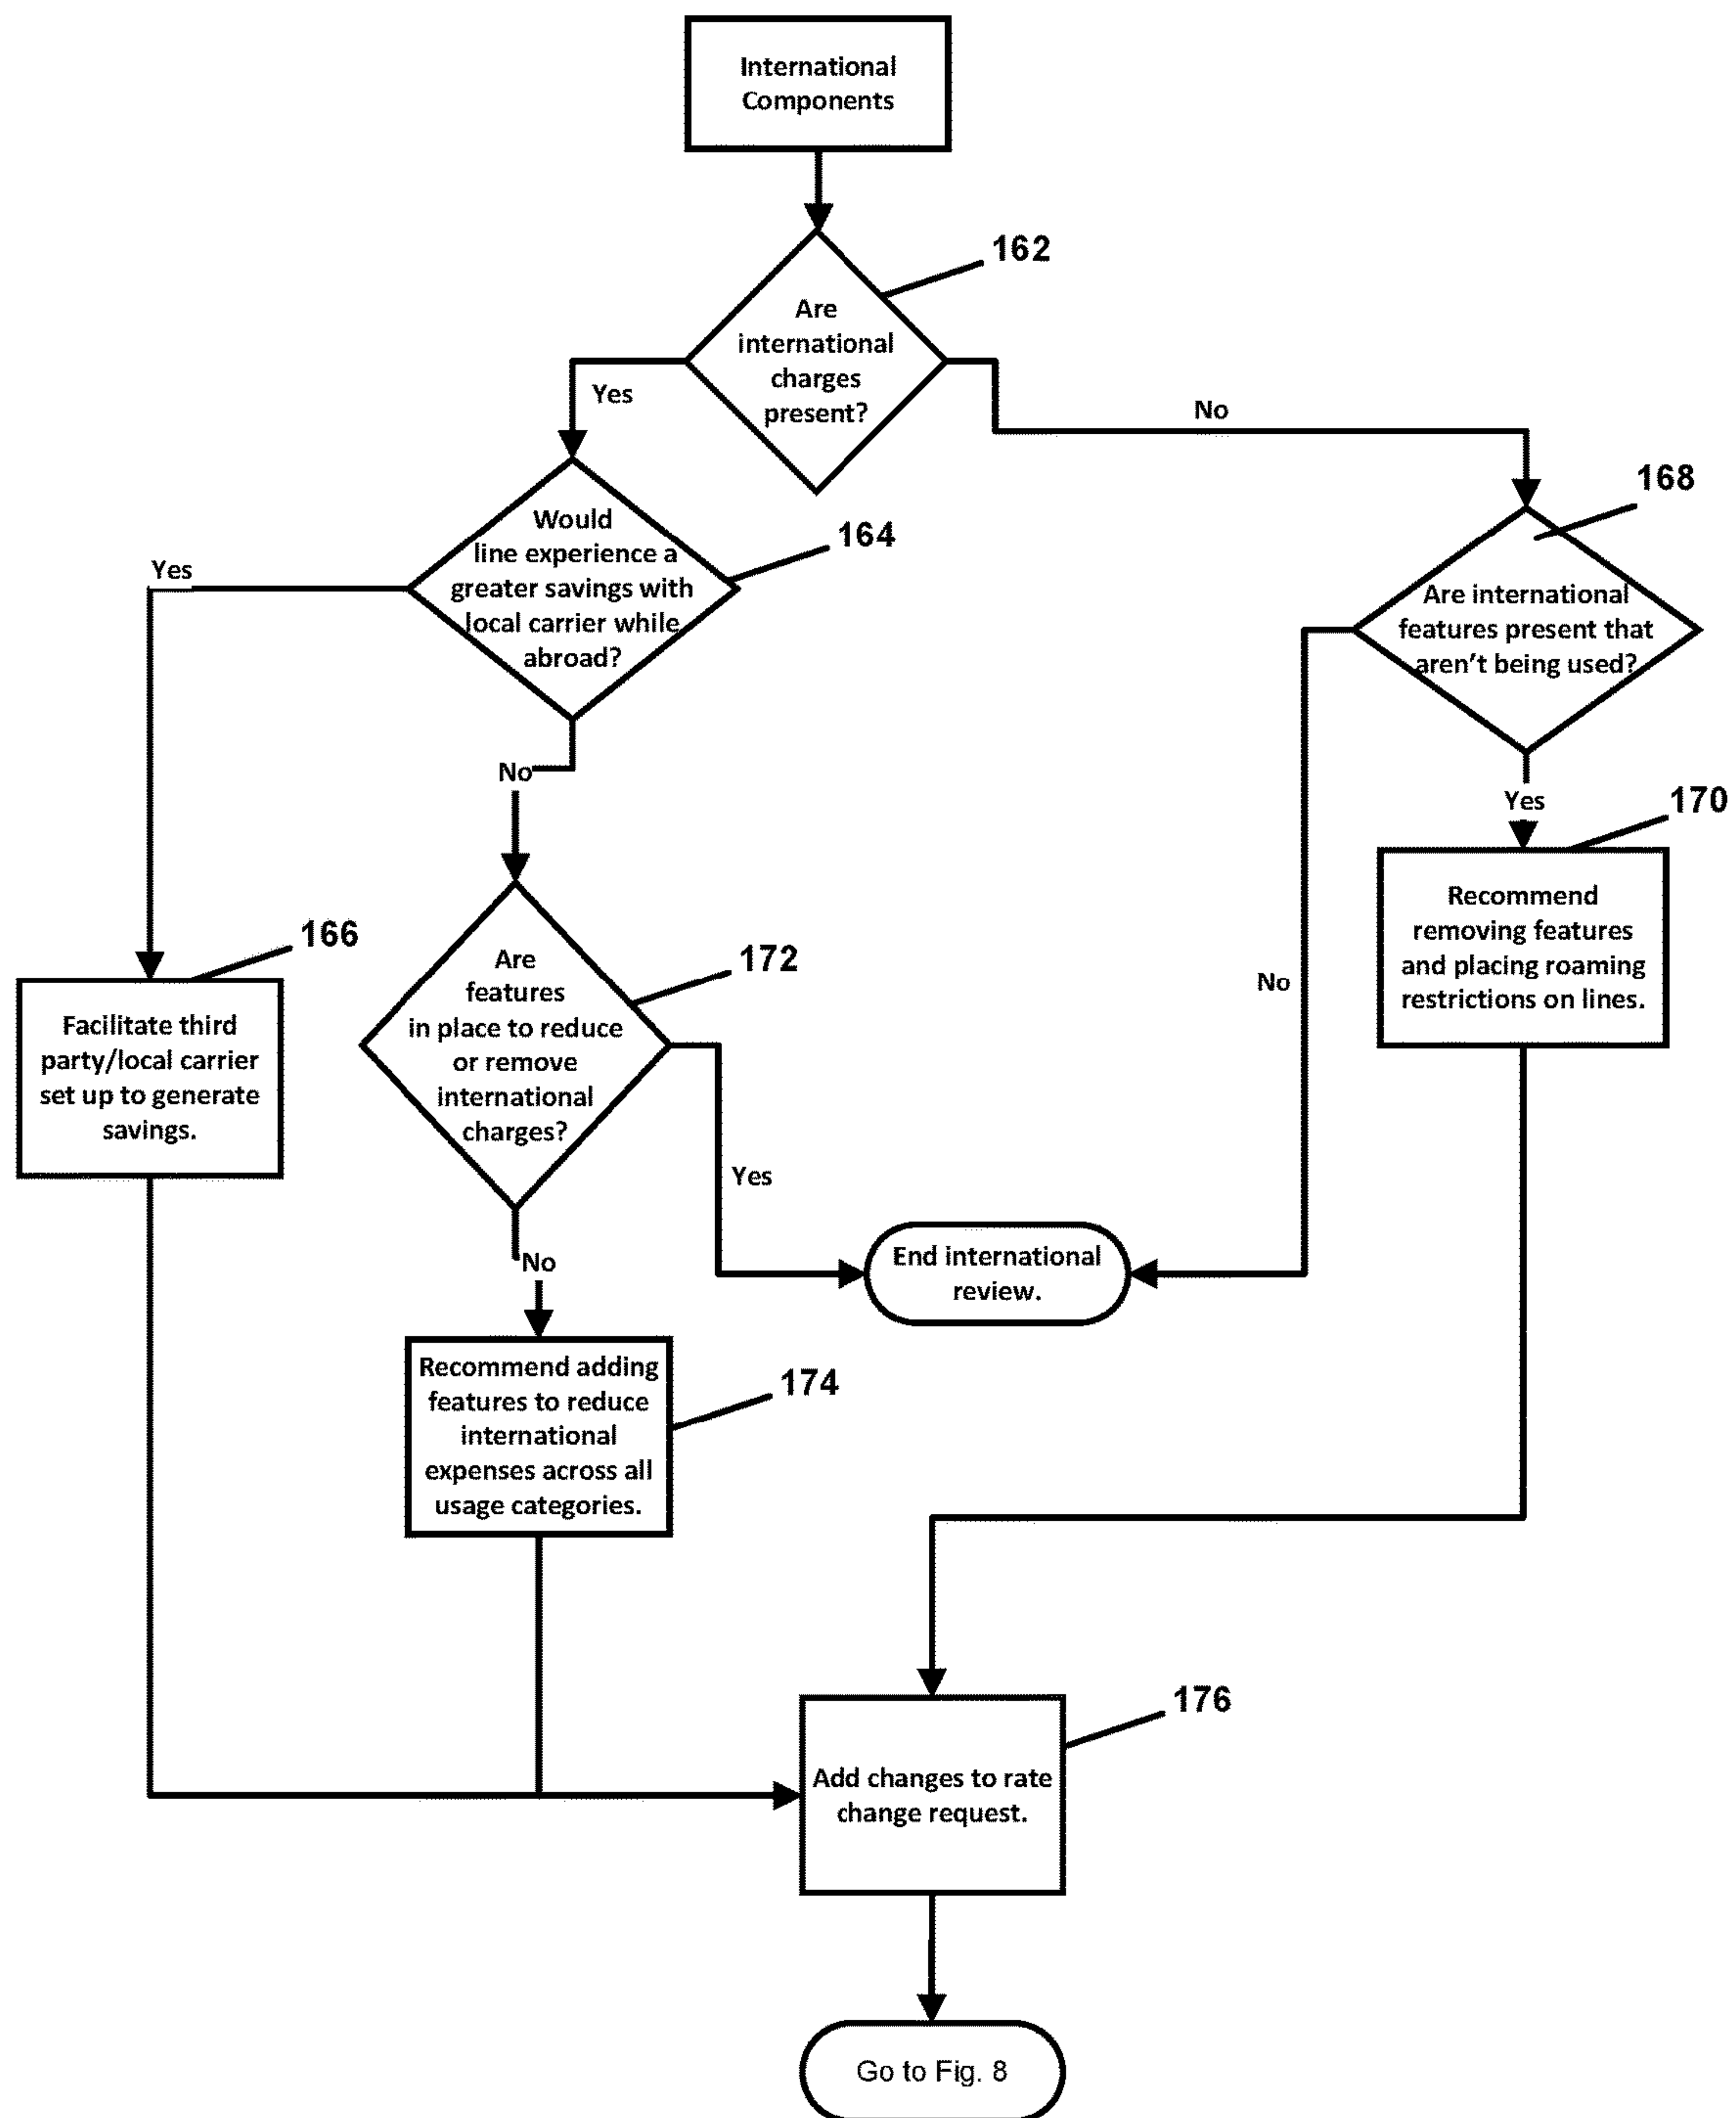 International
Components
162
Are
international
charges
present?
Yes
No
168
Would
line experience a
greater savings with
local carrier while
abroad?
164
Yes
Are international
features present that
aren't being used?
No
Yes
170
Recommend
removing features
and placing roaming
restrictions on lines.
166
Facilitate third
party/local carrier
set up to generate
savings.
172
Are
features
in place to reduce
or remove
international
charges?
No
Yes
End international
review.
No
Recommend adding
features to reduce
international
expenses across all
usage categories.
174
176
Add changes to rate
change request.
Go to Fig. 8